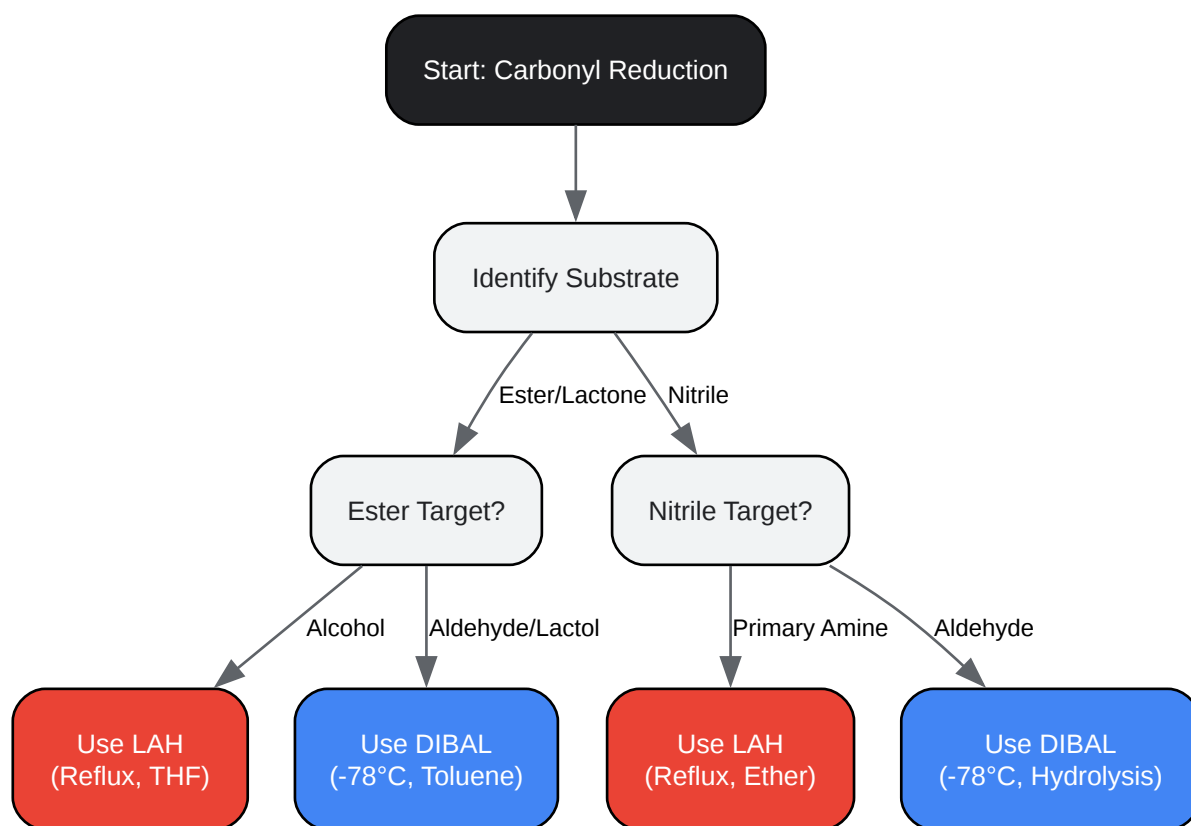 Start: Carbonyl Reduction
Identify Substrate
Ester/Lactone
Nitrile
Ester Target?
Nitrile Target?
Alcohol
Aldehyde/Lactol
Primary Amine
Aldehyde
Use LAH
(Reflux, THF)
Use DIBAL
(-78°C, Toluene)
Use LAH
(Reflux, Ether)
Use DIBAL
(-78°C, Hydrolysis)